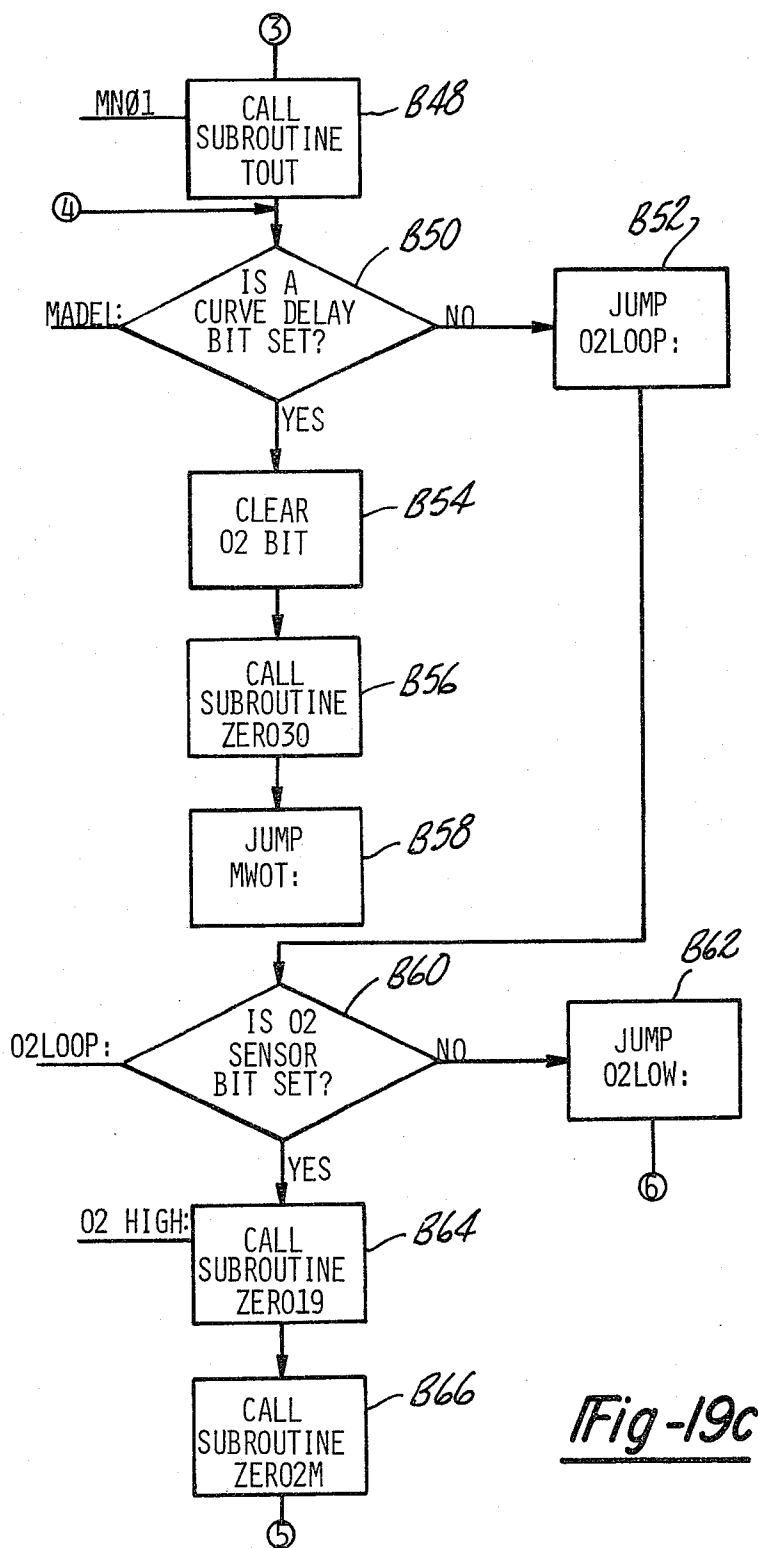 ③
MNØ1
CALL
SUBROUTINE
TOUT
B48
④
MADEL:
IS A
CURVE DELAY
BIT SET?
B50
NO
B52
JUMP
O2LOOP:
YES
CLEAR
O2 BIT
B54
CALL
SUBROUTINE
ZERO30
B56
JUMP
MWOT:
B58
O2LOOP:
IS O2
SENSOR
BIT SET?
B60
NO
B62
JUMP
O2LOW:
⑥
YES
O2 HIGH:
CALL
SUBROUTINE
ZERO19
B64
CALL
SUBROUTINE
ZERO2M
B66
⑤
Fig-19c